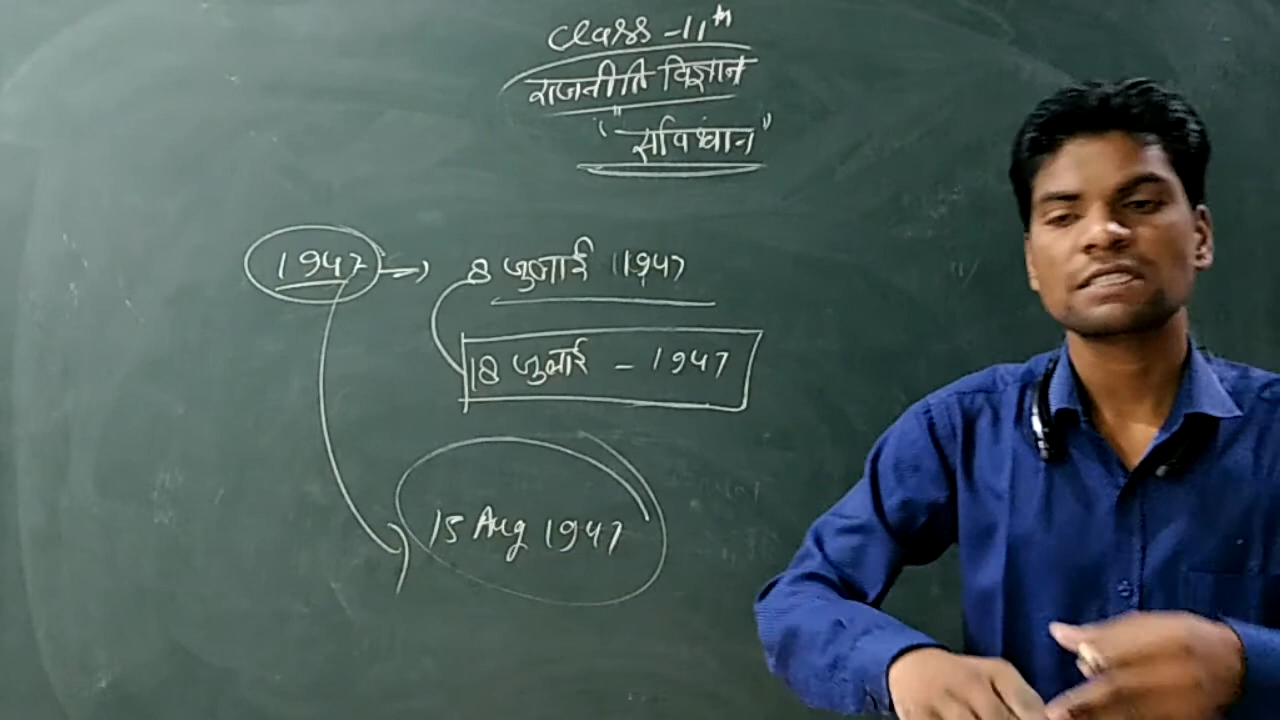 Class-11th
राजनीति विज्ञान
"संविधान"
1947 → 8 जुलाई 1947
18 जुलाई - 1947
15 Aug 1947